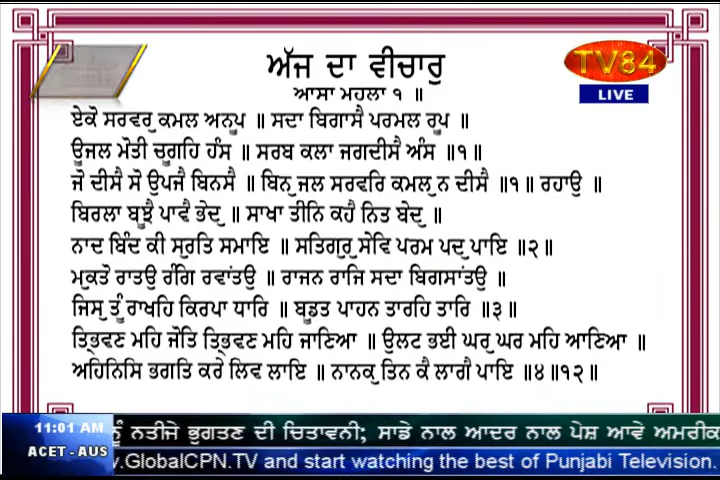 ਅੱਜ ਦਾ ਵੀਚਾਰੁ
TV84
LIVE
ਆਸਾ ਮਹਲਾ ੧ ॥
ਏਕੋ ਸਰਵਰੁ ਕਮਲ ਅਨੂਪ ॥ ਸਦਾ ਬਿਗਾਸੈ ਪਰਮਲ ਰੂਪ ॥
ਊਜਲ ਮੋਤੀ ਚੂਗਹਿ ਹੰਸ ॥ ਸਰਬ ਕਲਾ ਜਗਦੀਸੈ ਅੰਸ ॥੧॥
ਜੋ ਦੀਸੈ ਸੋ ਉਪਜੈ ਬਿਨਸੈ ॥ ਬਿਨੁ ਜਲ ਸਰਵਰਿ ਕਮਲੁ ਨ ਦੀਸੈ ॥੧॥ ਰਹਾਉ ॥
ਬਿਰਲਾ ਬੂਝੈ ਪਾਵੈ ਭੇਦੁ ॥ ਸਾਖਾ ਤੀਨਿ ਕਹੈ ਨਿਤ ਬੇਦੁ ॥
ਨਾਦ ਬਿੰਦ ਕੀ ਸੁਰਤਿ ਸਮਾਇ ॥ ਸਤਿਗੁਰੁ ਸੇਵਿ ਪਰਮ ਪਦੁ ਪਾਇ ॥੨॥
ਮੁਕਤੋ ਰਾਤਉ ਰੰਗਿ ਰਵਾਂਤਉ ॥ ਰਾਜਨ ਰਾਜਿ ਸਦਾ ਬਿਗਸਾਂਤਉ ॥
ਜਿਸੁ ਤੂੰ ਰਾਖਹਿ ਕਿਰਪਾ ਧਾਰਿ ॥ ਬੂਡਤ ਪਾਹਨ ਤਾਰਹਿ ਤਾਰਿ ॥੩॥
ਤ੍ਰਿਭਵਣ ਮਹਿ ਜੋਤਿ ਤ੍ਰਿਭਵਣ ਮਹਿ ਜਾਣਿਆ ॥ ਉਲਟ ਭਈ ਘਰੁ ਘਰ ਮਹਿ ਆਣਿਆ ॥
ਅਹਿਨਿਸਿ ਭਗਤਿ ਕਰੇ ਲਿਵ ਲਾਇ ॥ ਨਾਨਕੁ ਤਿਨ ਕੈ ਲਾਗੈ ਪਾਇ ॥੪॥੧੨॥
11:01 AM
ਨੂੰ ਨਤੀਜੇ ਭੁਗਤਣ ਦੀ ਚਿਤਾਵਨੀ; ਸਾਡੇ ਨਾਲ ਆਦਰ ਨਾਲ ਪੇਸ਼ ਆਵੇ ਅਮਰੀਕ
ACET - AUS
.GlobalCPN.TV and start watching the best of Punjabi Television.